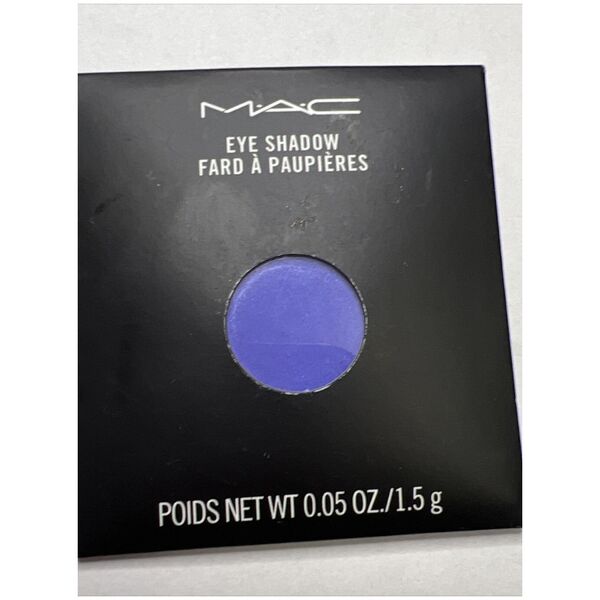 M·A·C
EYE SHADOW
FARD À PAUPIÈRES
POIDS NET WT 0.05 OZ./1.5 g